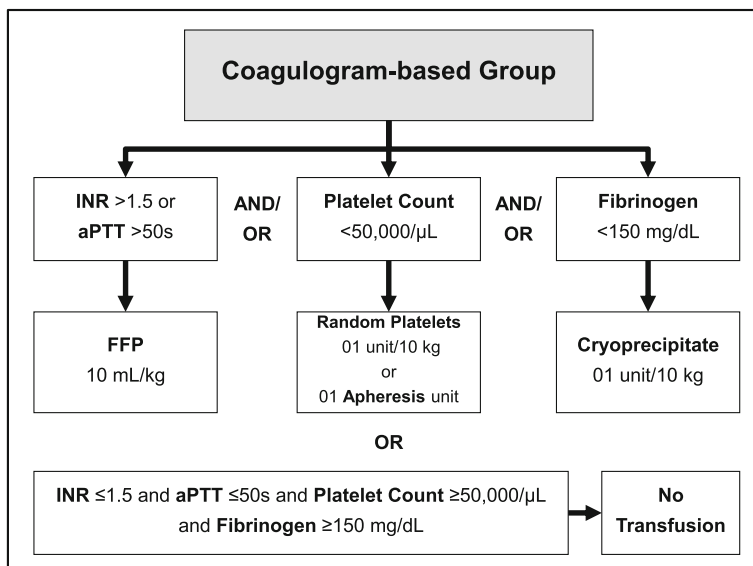 Coagulogram-based Group
INR >1.5 or
aPTT >50s
AND/
OR
Platelet Count
<50,000/µL
AND/
OR
Fibrinogen
<150 mg/dL
FFP
10 mL/kg
Random Platelets
01 unit/10 kg
or
01 Apheresis unit
Cryoprecipitate
01 unit/10 kg
OR
INR ≤1.5 and aPTT ≤50s and Platelet Count ≥50,000/µL
and Fibrinogen ≥150 mg/dL
No
Transfusion